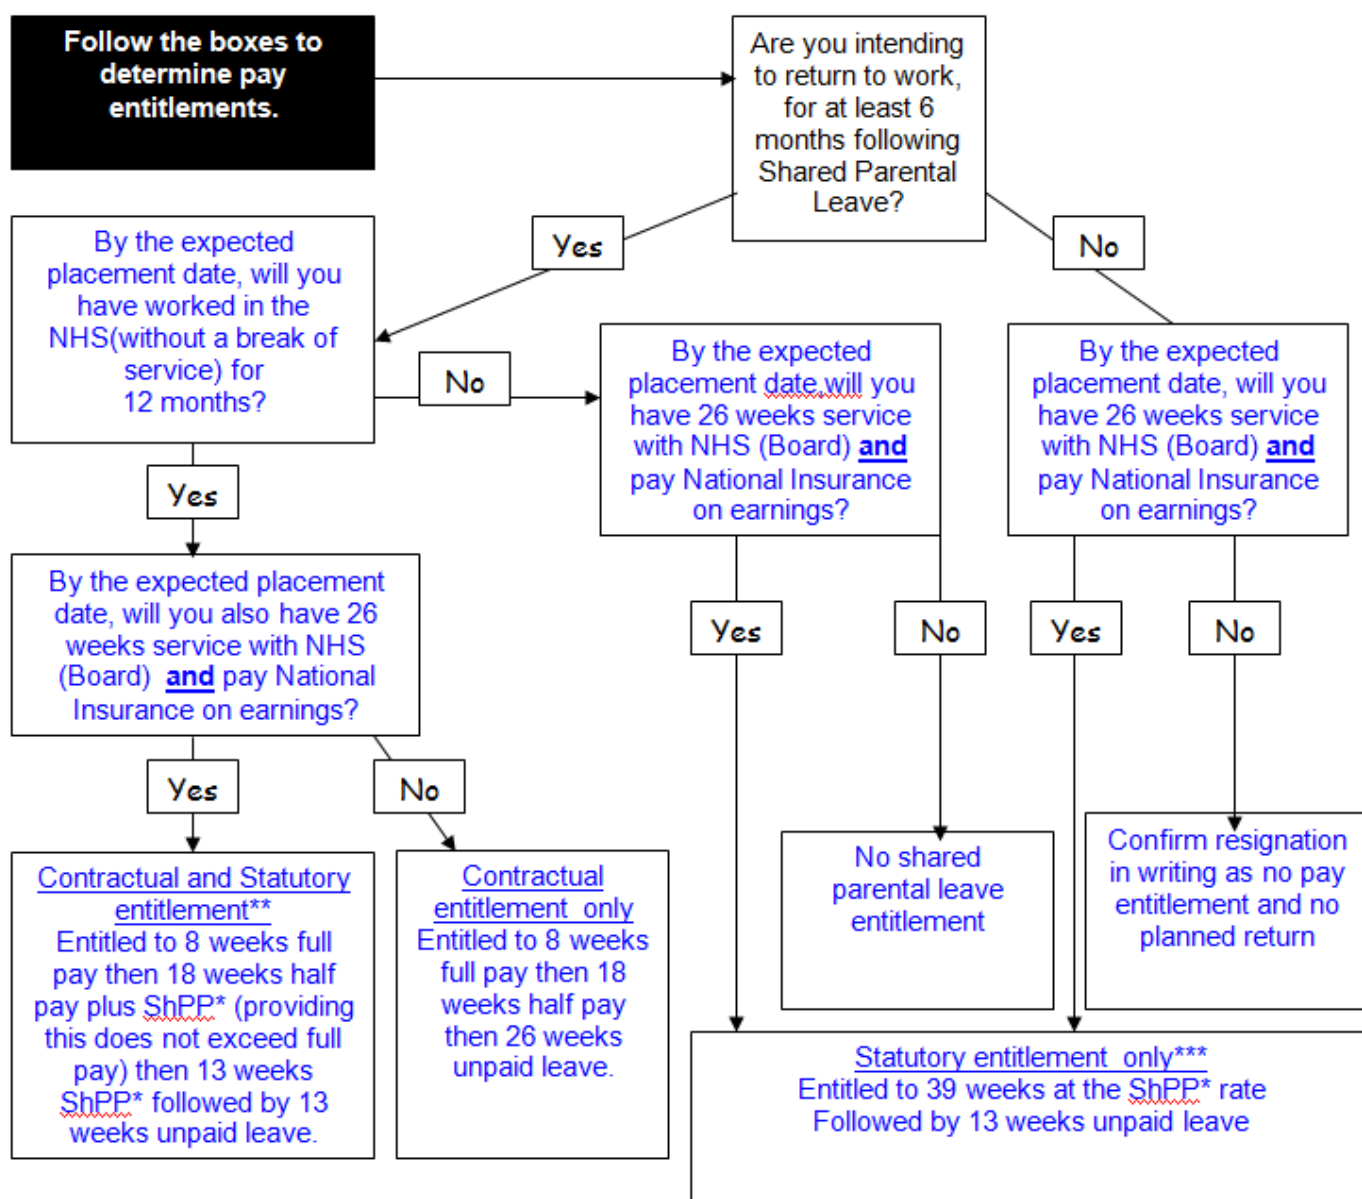 Follow the boxes to
determine pay
entitlements.
Are you intending
to return to work,
for at least 6
months following
Shared Parental
Leave?
Yes
No
By the expected
placement date, will you
have worked in the
NHS(without a break of
service) for
12 months?
No
By the expected
placement date,will you
have 26 weeks service
with NHS (Board) and
pay National Insurance
on earnings?
By the expected
placement date, will you
have 26 weeks service
with NHS (Board) and
pay National Insurance
on earnings?
Yes
By the expected placement
date, will you also have 26
weeks service with NHS
(Board) and pay National
Insurance on earnings?
Yes
No
Yes
No
Yes
No
Contractual and Statutory
entitlement**
Entitled to 8 weeks full
pay then 18 weeks half
pay plus ShPP* (providing
this does not exceed full
pay) then 13 weeks
ShPP* followed by 13
weeks unpaid leave.
Contractual
entitlement only
Entitled to 8 weeks
full pay then 18
weeks half pay
then 26 weeks
unpaid leave.
No shared
parental leave
entitlement
Confirm resignation
in writing as no pay
entitlement and no
planned return
Statutory entitlement only***
Entitled to 39 weeks at the ShPP* rate
Followed by 13 weeks unpaid leave